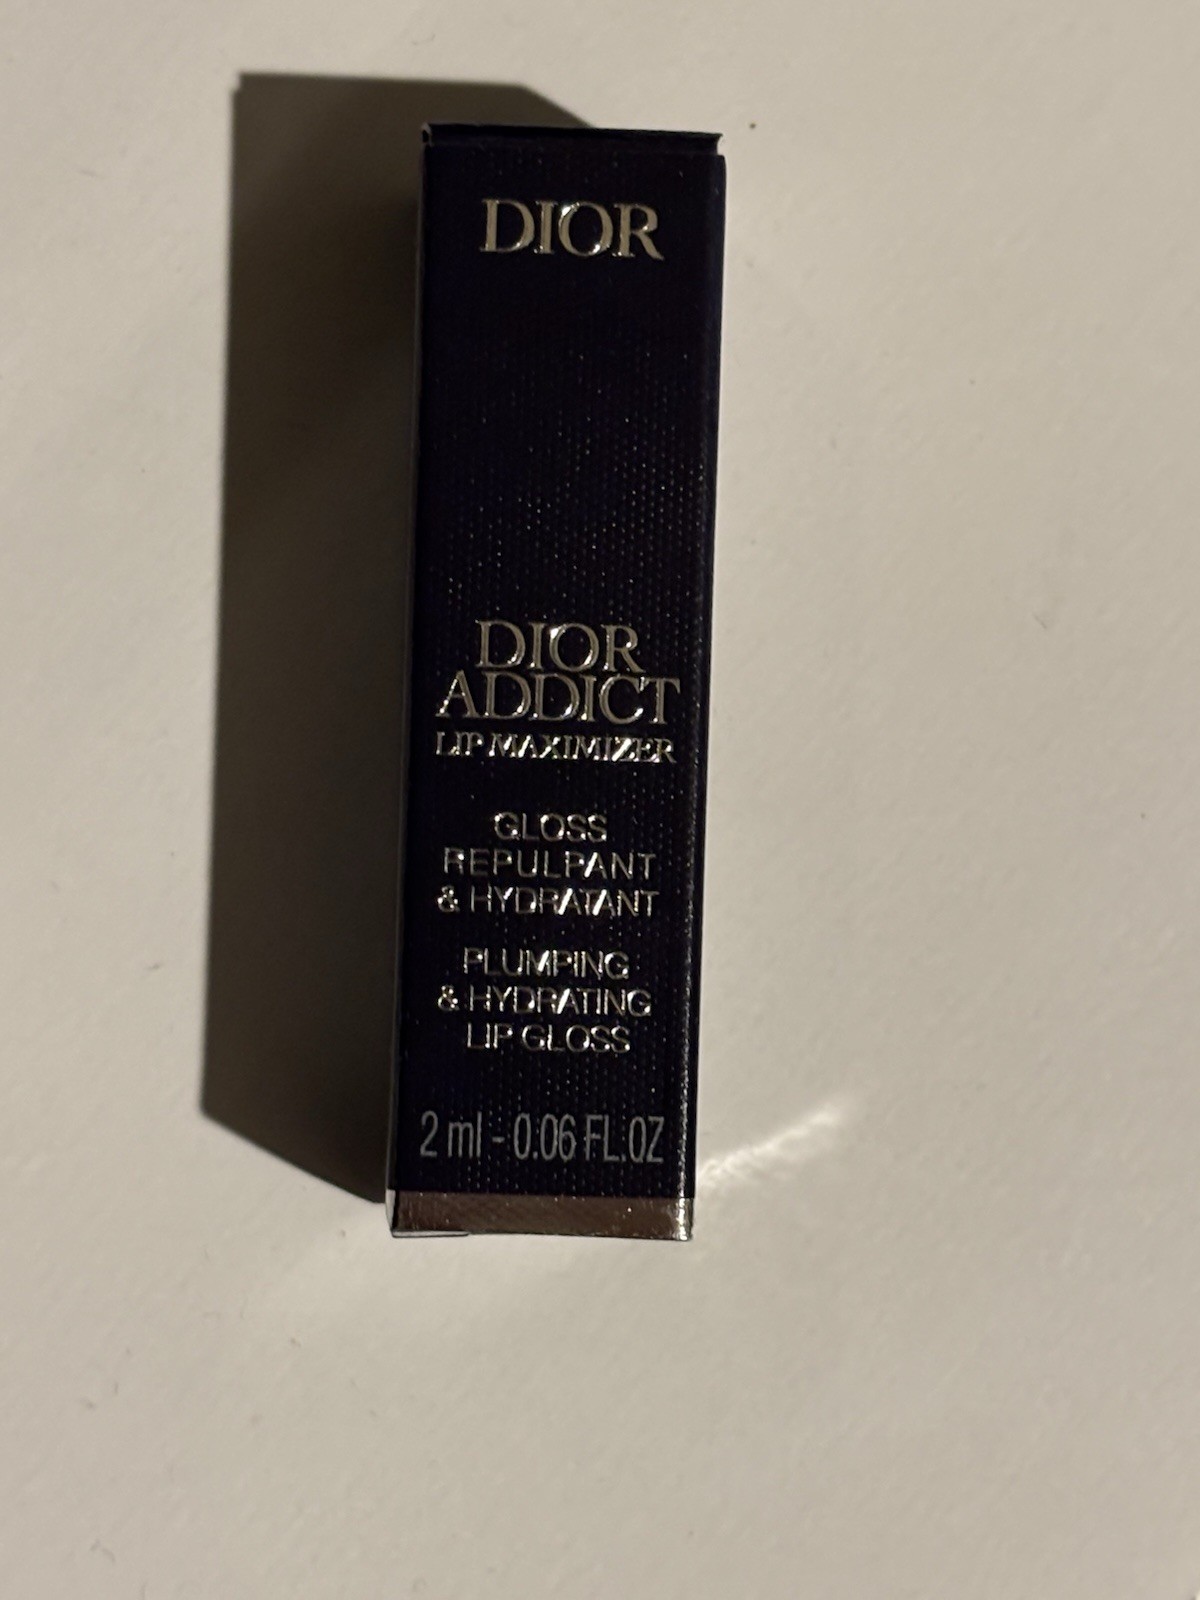 DIOR
DIOR
ADDICT
LIP MAXIMIZER
GLOSS
REPULPANT
& HYDRATANT
PLUMPING
& HYDRATING
LIP GLOSS
2 ml - 0.06 FL.OZ